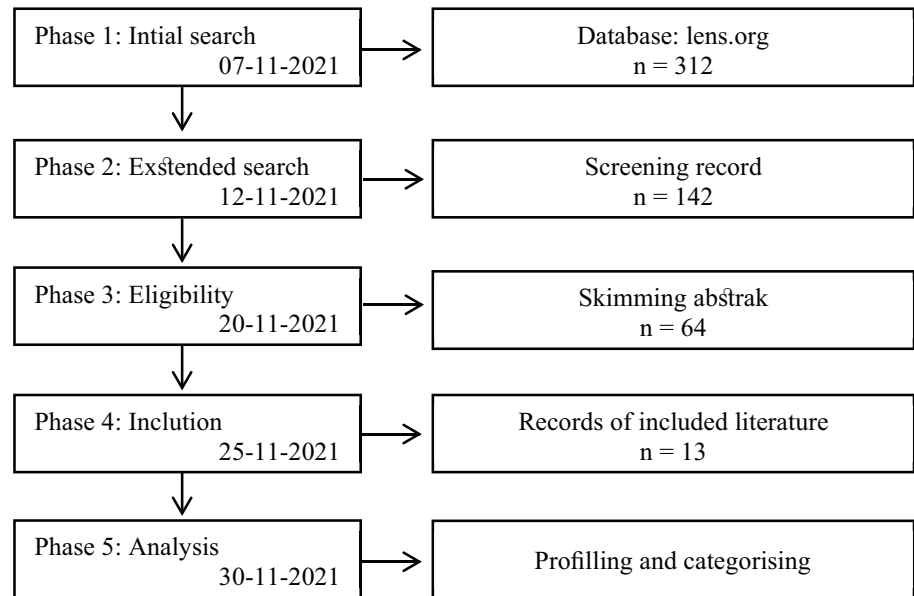 Phase 1: Intial search
07-11-2021
Database: lens.org
n = 312
Phase 2: Exstended search
12-11-2021
Screening record
n = 142
Phase 3: Eligibility
20-11-2021
Skimming abstrak
n = 64
Phase 4: Inclution
25-11-2021
Records of included literature
n = 13
Phase 5: Analysis
30-11-2021
Profilling and categorising